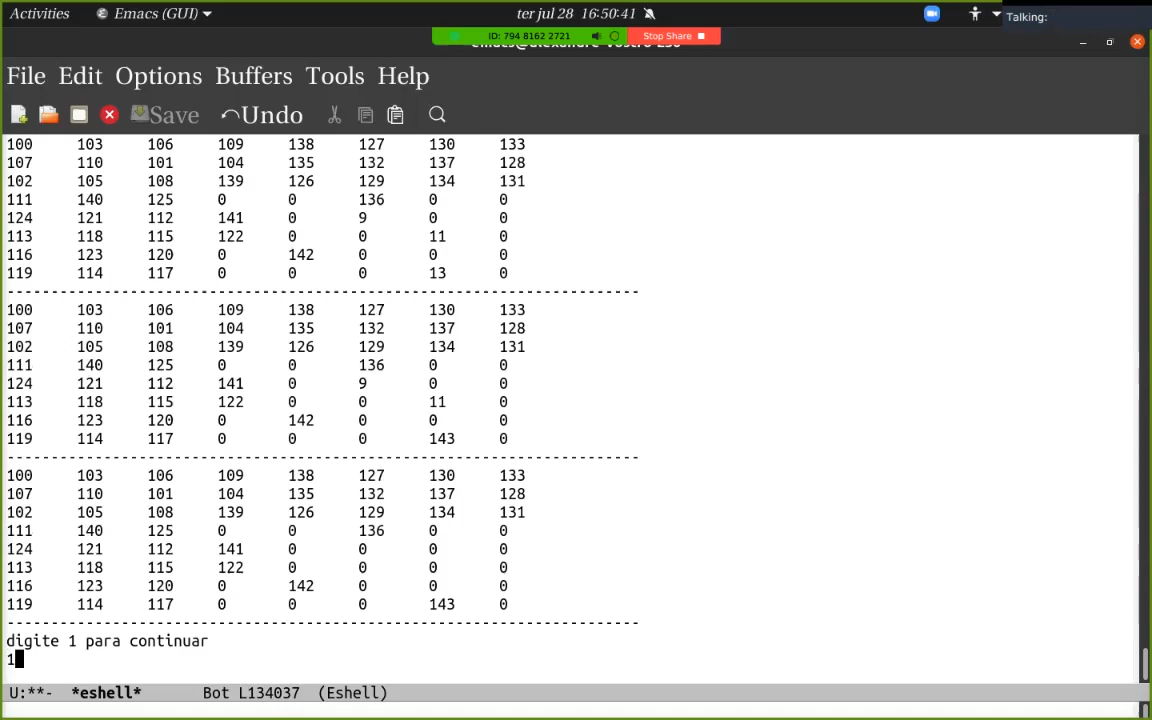 Activities Emacs (GUI) ter jul 28 16:50:41 Talking:
ID: 794 8162 2721 Stop Share
File Edit Options Buffers Tools Help
Save Undo
100 103 106 109 138 127 130 133
107 110 101 104 135 132 137 128
102 105 108 139 126 129 134 131
111 140 125 0 0 136 0 0
124 121 112 141 0 9 0 0
113 118 115 122 0 0 11 0
116 123 120 0 142 0 0 0
119 114 117 0 0 0 13 0
------------------------------------------------------------------------
100 103 106 109 138 127 130 133
107 110 101 104 135 132 137 128
102 105 108 139 126 129 134 131
111 140 125 0 0 136 0 0
124 121 112 141 0 9 0 0
113 118 115 122 0 0 11 0
116 123 120 0 142 0 0 0
119 114 117 0 0 0 143 0
------------------------------------------------------------------------
100 103 106 109 138 127 130 133
107 110 101 104 135 132 137 128
102 105 108 139 126 129 134 131
111 140 125 0 0 136 0 0
124 121 112 141 0 0 0 0
113 118 115 122 0 0 0 0
116 123 120 0 142 0 0 0
119 114 117 0 0 0 143 0
------------------------------------------------------------------------
digite 1 para continuar
1
U:**- *eshell* Bot L134037 (Eshell)